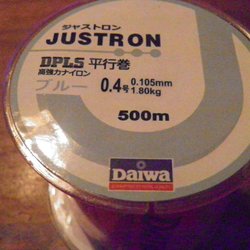 ジャストロン
JUSTRON
DPLS 平行巻
高強力ナイロン
ブルー 0.4号 0.105mm
1.80kg
500m
Daiwa